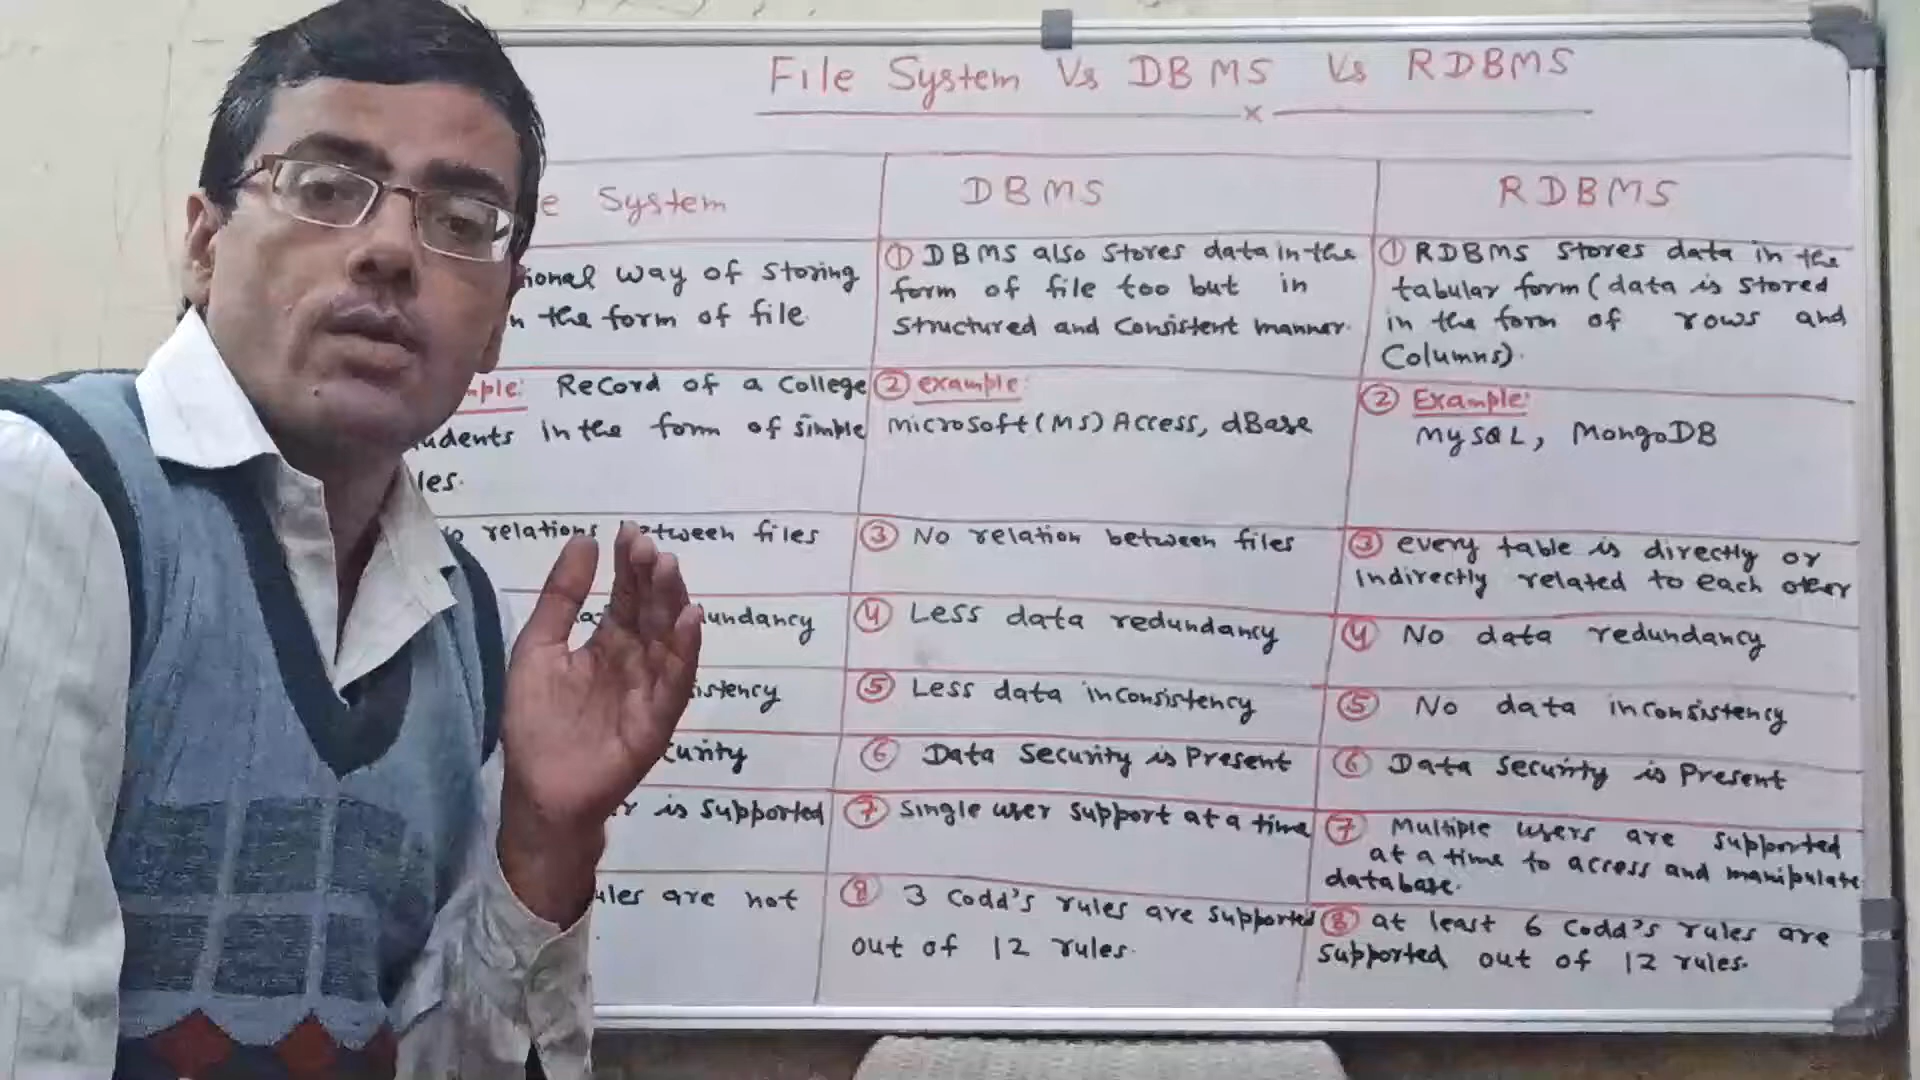 File System Vs DBMS Vs RDBMS
x
System
DBMS
RDBMS
way of storing
the form of file.
① DBMS also stores data in the
form of file too but in
structured and Consistent manner.
① RDBMS stores data in the
tabular form (data is stored
in the form of rows and
Columns).
Record of a College
in the form of simple
② example:
Microsoft (MS) Access, dBase
② Example:
MySQL, MongoDB
relations between files
③ No relation between files
③ every table is directly or
indirectly related to each other
④ Less data redundancy
④ No data redundancy
⑤ Less data inconsistency
⑤ No data inconsistency
⑥ Data Security is Present
⑥ Data security is Present
is supported
⑦ Single user support at a time
⑦ Multiple users are supported
at a time to access and manipulate
database.
are not
⑧ 3 Codd's rules are supported
out of 12 rules.
⑧ at least 6 Codd's rules are
supported out of 12 rules.